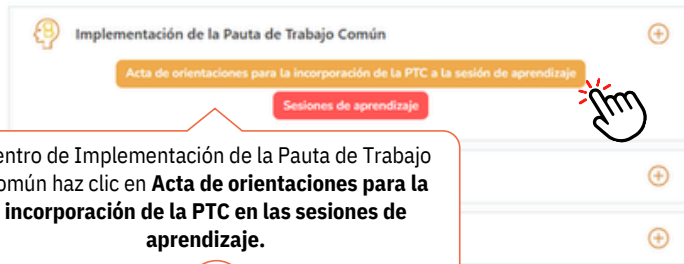 Implementación de la Pauta de Trabajo Común
Acta de orientaciones para la incorporación de la PTC a la sesión de aprendizaje
Sesiones de aprendizaje
entro de Implementación de la Pauta de Trabajo
omún haz clic en Acta de orientaciones para la
incorporación de la PTC en las sesiones de
aprendizaje.